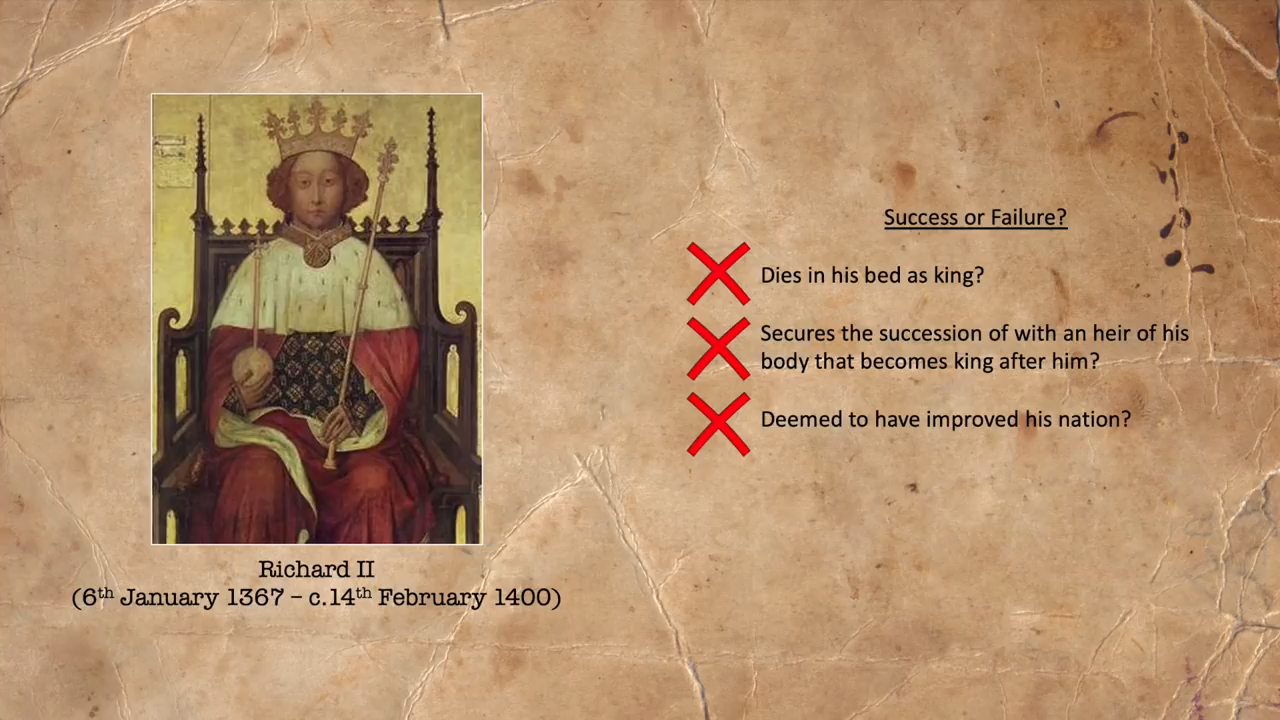 Success or Failure?
Dies in his bed as king?
Secures the succession of with an heir of his
body that becomes king after him?
Deemed to have improved his nation?
Richard II
(6th January 1367 – c.14th February 1400)